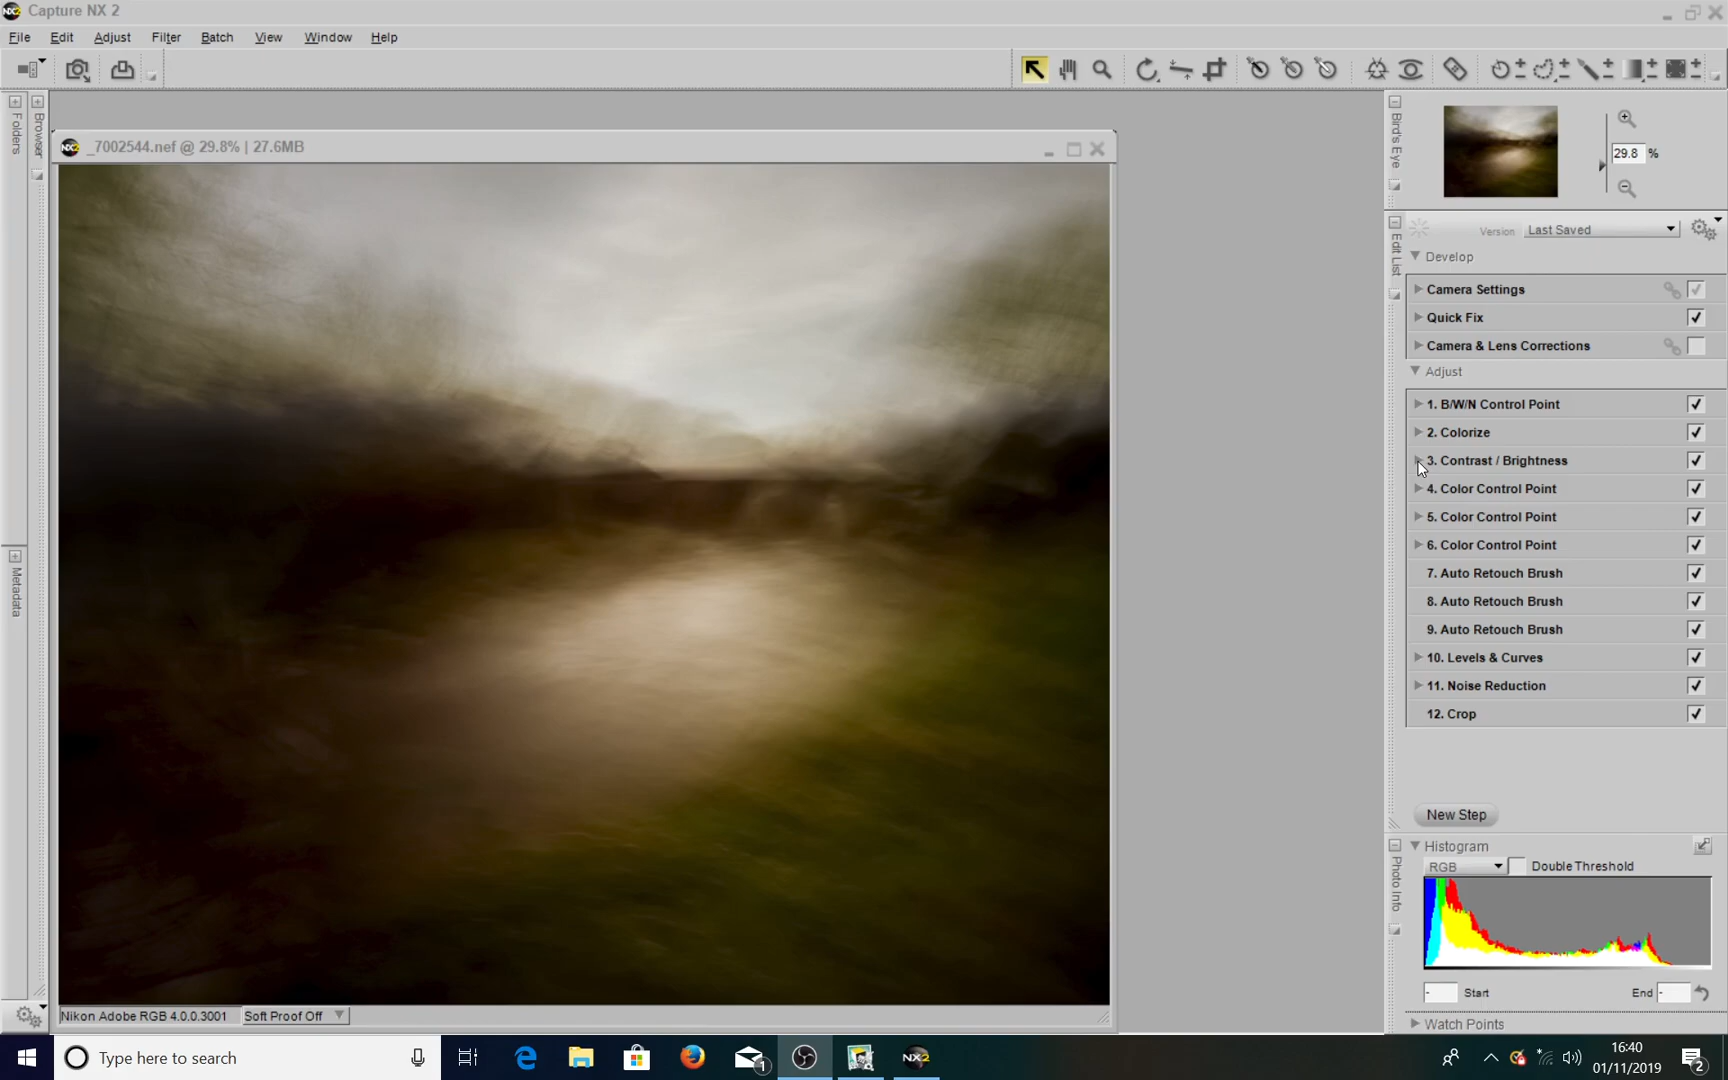 NX2 Capture NX 2
File Edit Adjust Filter Batch View Window Help
Folders
Browser
Metadata
NX2 _7002544.nef @ 29.8% | 27.6MB
Nikon Adobe RGB 4.0.0.3001 Soft Proof Off
Bird's Eye
29.8 %
Edit List
Version Last Saved
Develop
Camera Settings
Quick Fix
Camera & Lens Corrections
Adjust
1. B/W/N Control Point
2. Colorize
3. Contrast / Brightness
4. Color Control Point
5. Color Control Point
6. Color Control Point
7. Auto Retouch Brush
8. Auto Retouch Brush
9. Auto Retouch Brush
10. Levels & Curves
11. Noise Reduction
12. Crop
New Step
Photo Info
Histogram
RGB Double Threshold
- Start End -
Watch Points
Type here to search
1
NX2
16:40
01/11/2019
2